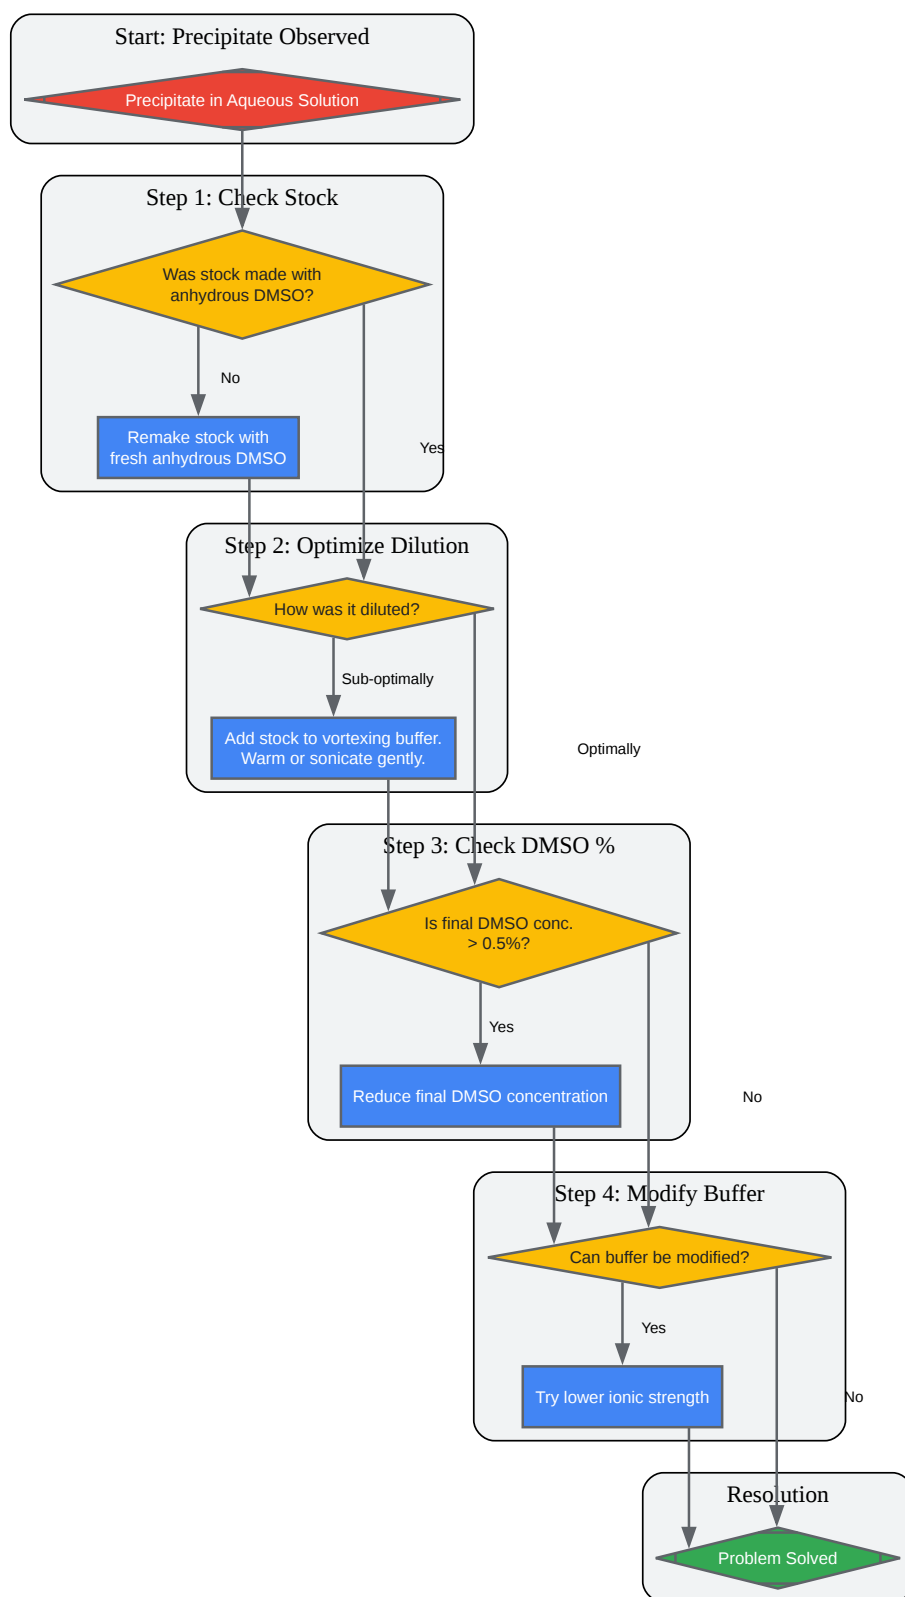 Start: Precipitate Observed
Precipitate in Aqueous Solution
Step 1: Check Stock
Was stock made with
anhydrous DMSO?
No
Remake stock with
fresh anhydrous DMSO
Yes
Step 2: Optimize Dilution
How was it diluted?
Sub-optimally
Add stock to vortexing buffer.
Warm or sonicate gently.
Optimally
Step 3: Check DMSO %
Is final DMSO conc.
> 0.5%?
Yes
Reduce final DMSO concentration
No
Step 4: Modify Buffer
Can buffer be modified?
Yes
Try lower ionic strength
No
Resolution
Problem Solved